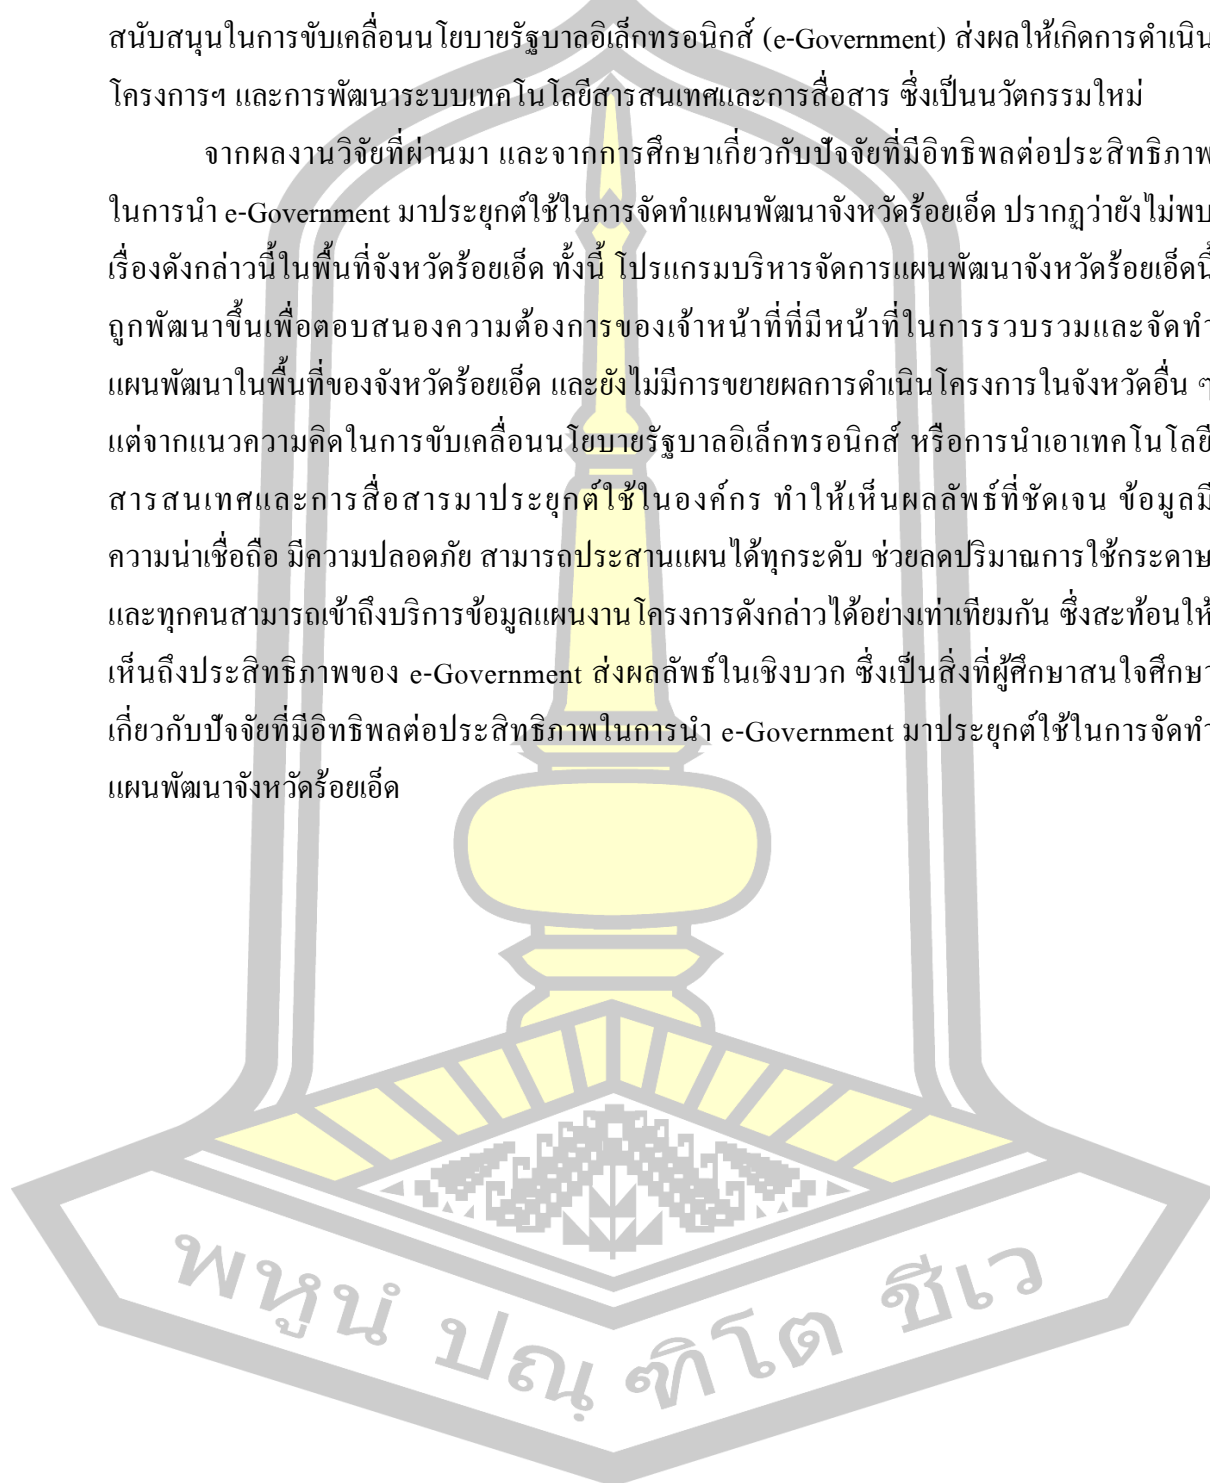 สนับสนุนในการขับเคลื่อนนโยบายรัฐบาลอิเล็กทรอนิกส์ (e-Government) ส่งผลให้เกิดการดำเนิน
โครงการฯ และการพัฒนาระบบเทคโนโลยีสารสนเทศและการสื่อสาร ซึ่งเป็นนวัตกรรมใหม่
จากผลงานวิจัยที่ผ่านมา และจากการศึกษาเกี่ยวกับปัจจัยที่มีอิทธิพลต่อประสิทธิภาพ
ในการนำ e-Government มาประยุกต์ใช้ในการจัดทำแผนพัฒนาจังหวัดร้อยเอ็ด ปรากฏว่ายังไม่พบ
เรื่องดังกล่าวนี้ในพื้นที่จังหวัดร้อยเอ็ด ทั้งนี้ โปรแกรมบริหารจัดการแผนพัฒนาจังหวัดร้อยเอ็ดนี้
ถูกพัฒนาขึ้นเพื่อตอบสนองความต้องการของเจ้าหน้าที่ที่มีหน้าที่ในการรวบรวมและจัดทำ
แผนพัฒนาในพื้นที่ของจังหวัดร้อยเอ็ด และยังไม่มีการขยายผลการดำเนินโครงการในจังหวัดอื่น ๆ
แต่จากแนวความคิดในการขับเคลื่อนนโยบายรัฐบาลอิเล็กทรอนิกส์ หรือการนำเอาเทคโนโลยี
สารสนเทศและการสื่อสารมาประยุกต์ใช้ในองค์กร ทำให้เห็นผลลัพธ์ที่ชัดเจน ข้อมูลมี
ความน่าเชื่อถือ มีความปลอดภัย สามารถประสานแผนได้ทุกระดับ ช่วยลดปริมาณการใช้กระดาษ
และทุกคนสามารถเข้าถึงบริการข้อมูลแผนงานโครงการดังกล่าวได้อย่างเท่าเทียมกัน ซึ่งสะท้อนให้
เห็นถึงประสิทธิภาพของ e-Government ส่งผลลัพธ์ในเชิงบวก ซึ่งเป็นสิ่งที่ผู้ศึกษาสนใจศึกษา
เกี่ยวกับปัจจัยที่มีอิทธิพลต่อประสิทธิภาพในการนำ e-Government มาประยุกต์ใช้ในการจัดทำ
แผนพัฒนาจังหวัดร้อยเอ็ด
พหูนํ ปณฺฑิโต ชีเว